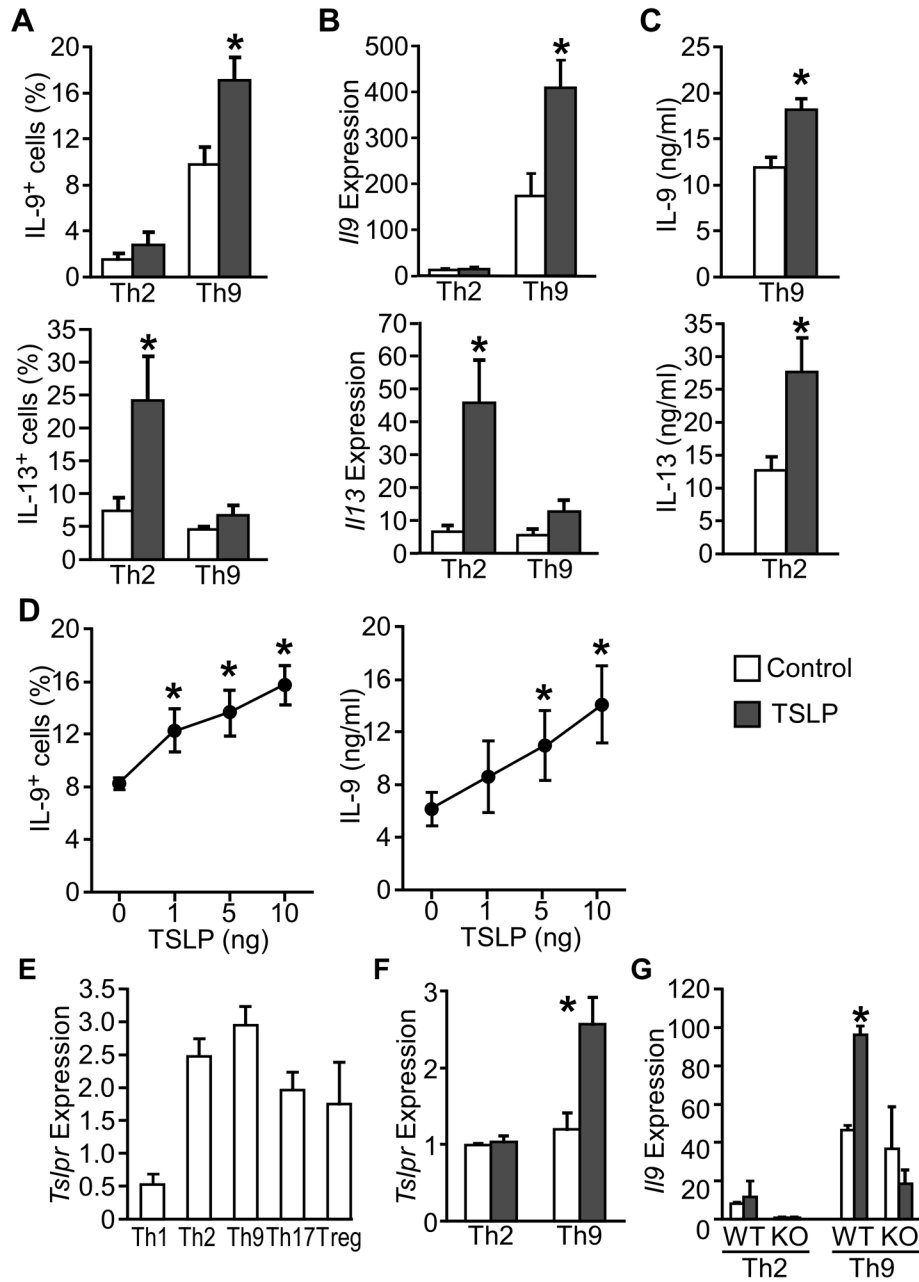 A
IL-9+ cells (%)
20
16
12
8
4
0
*
Th2 Th9
IL-13+ cells (%)
35
30
25
20
15
10
5
0
*
Th2 Th9
B
Il9 Expression
500
400
300
200
100
0
*
Th2 Th9
Il13 Expression
70
60
50
40
30
20
10
0
*
Th2 Th9
C
IL-9 (ng/ml)
25
20
15
10
5
0
*
Th9
IL-13 (ng/ml)
35
30
25
20
15
10
5
0
*
Th2
D
IL-9+ cells (%)
20
16
12
8
4
0
* * *
0 1 5 10
TSLP (ng)
IL-9 (ng/ml)
20
16
12
8
4
0
* *
0 1 5 10
TSLP (ng)
Control
TSLP
E
Tslpr Expression
3.5
3.0
2.5
2.0
1.5
1.0
0.5
0
Th1 Th2 Th9 Th17 Treg
F
Tslpr Expression
3
2
1
0
*
Th2 Th9
G
Il9 Expression
120
100
80
60
40
20
0
*
WT KO WT KO
Th2 Th9